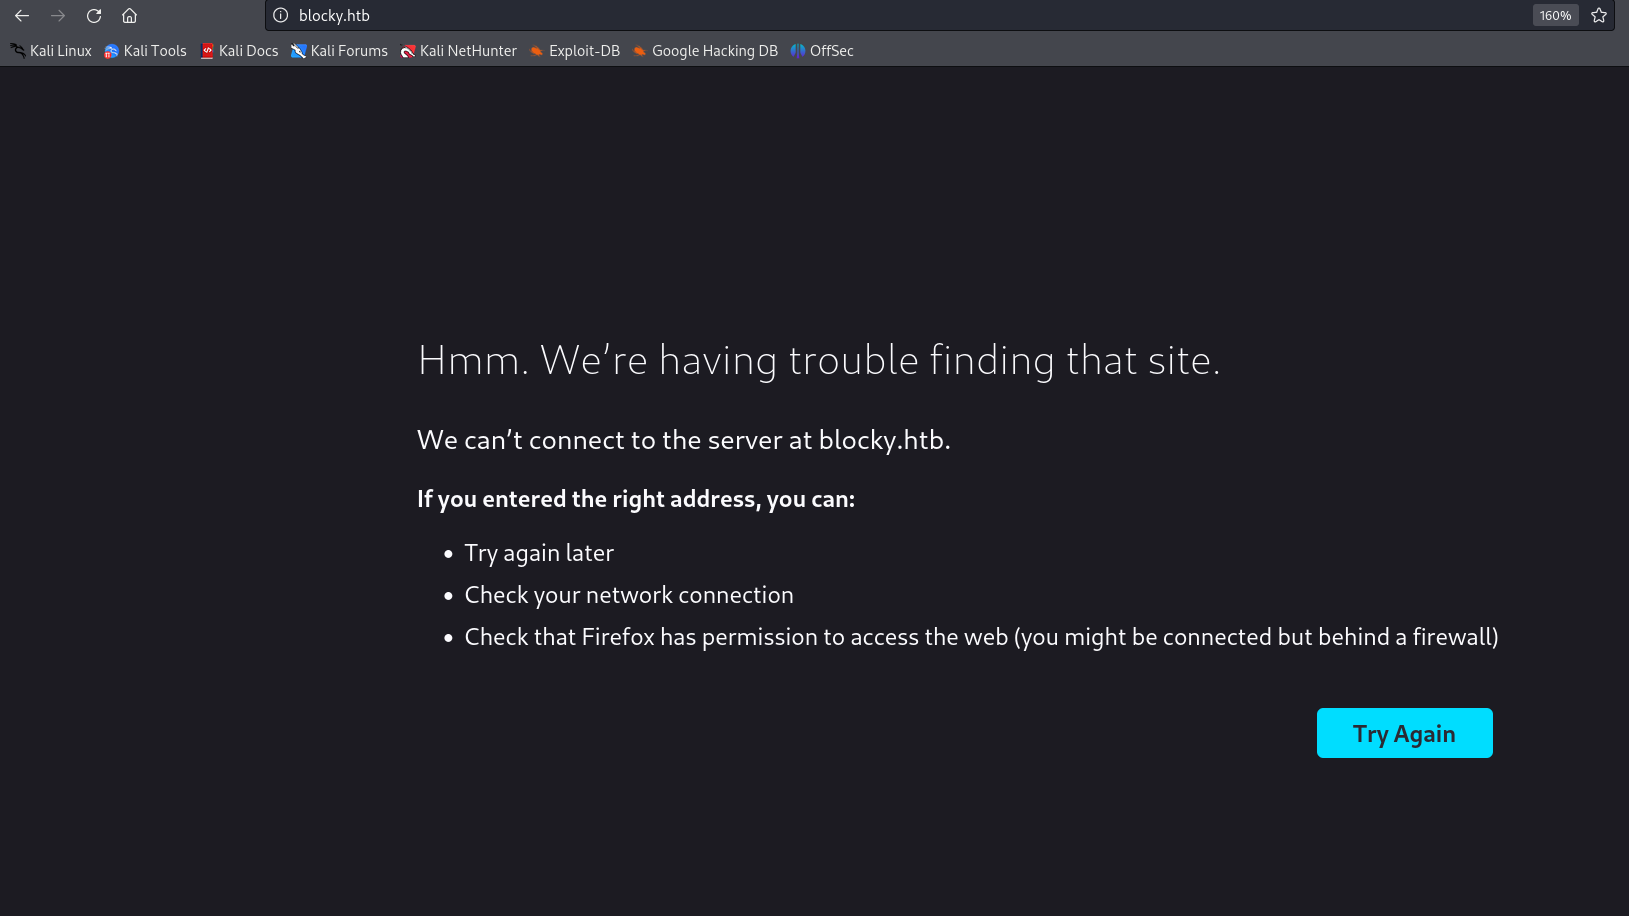 blocky.htb
160%
Kali Linux Kali Tools Kali Docs Kali Forums Kali NetHunter Exploit-DB Google Hacking DB OffSec
Hmm. We’re having trouble finding that site.
We can’t connect to the server at blocky.htb.
If you entered the right address, you can:
• Try again later
• Check your network connection
• Check that Firefox has permission to access the web (you might be connected but behind a firewall)
Try Again